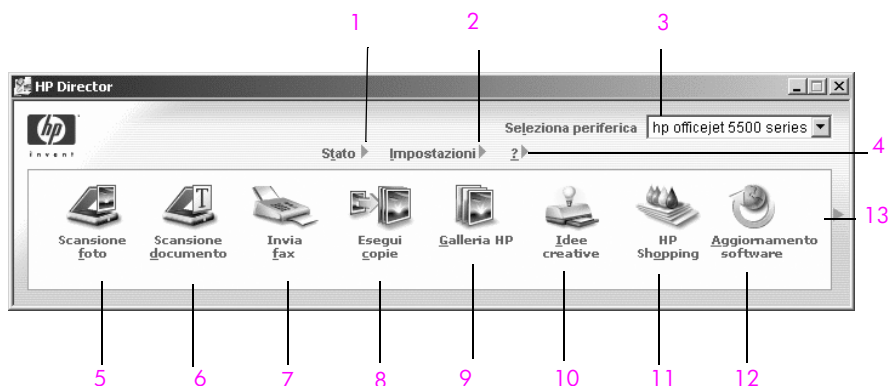 1 2 3
HP Director
hp
invent
Seleziona periferica hp officejet 5500 series
Stato Impostazioni ? 4
13
Scansione foto
Scansione documento
Invia fax
Esegui copie
Galleria HP
Idee creative
HP Shopping
Aggiornamento software
5 6 7 8 9 10 11 12